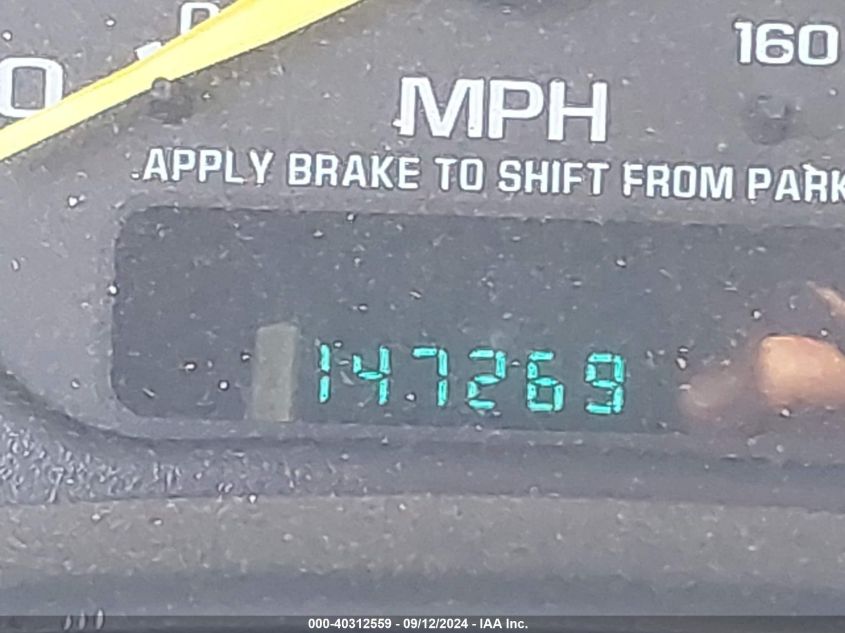 160
MPH
APPLY BRAKE TO SHIFT FROM PARK
147269
000-40312559 - 09/12/2024 - IAA Inc.